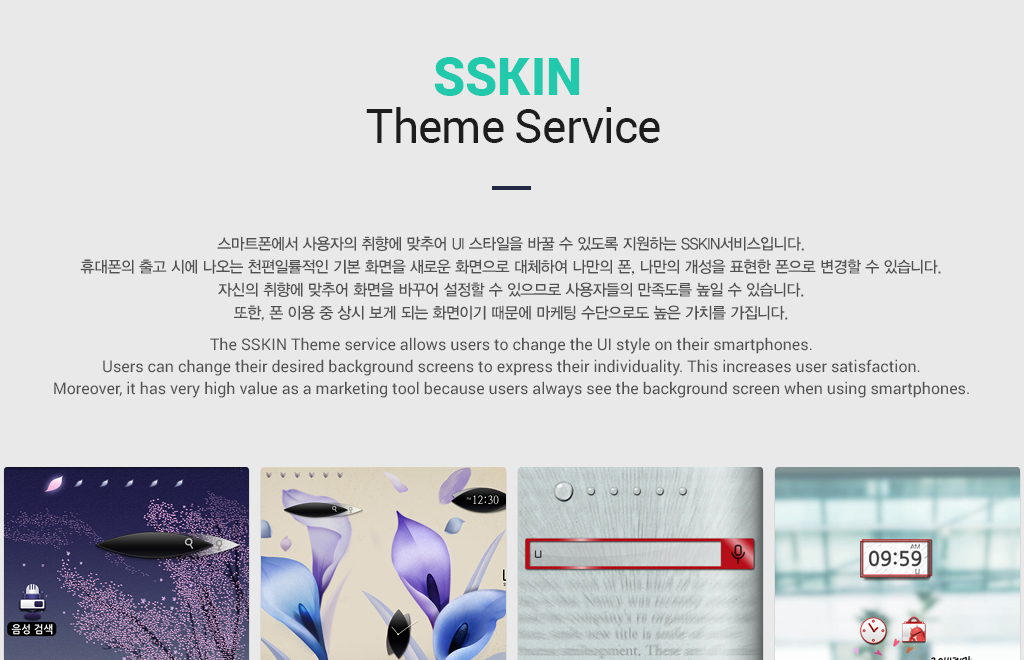 SSKIN
Theme Service
스마트폰에서 사용자의 취향에 맞추어 UI 스타일을 바꿀 수 있도록 지원하는 SSKIN서비스입니다.
휴대폰의 출고 시에 나오는 천편일률적인 기본 화면을 새로운 화면으로 대체하여 나만의 폰, 나만의 개성을 표현한 폰으로 변경할 수 있습니다.
자신의 취향에 맞추어 화면을 바꾸어 설정할 수 있으므로 사용자들의 만족도를 높일 수 있습니다.
또한, 폰 이용 중 상시 보게 되는 화면이기 때문에 마케팅 수단으로도 높은 가치를 가집니다.
The SSKIN Theme service allows users to change the UI style on their smartphones.
Users can change their desired background screens to express their individuality. This increases user satisfaction.
Moreover, it has very high value as a marketing tool because users always see the background screen when using smartphones.
~12:30
AM
09:59
음성 검색
new title is